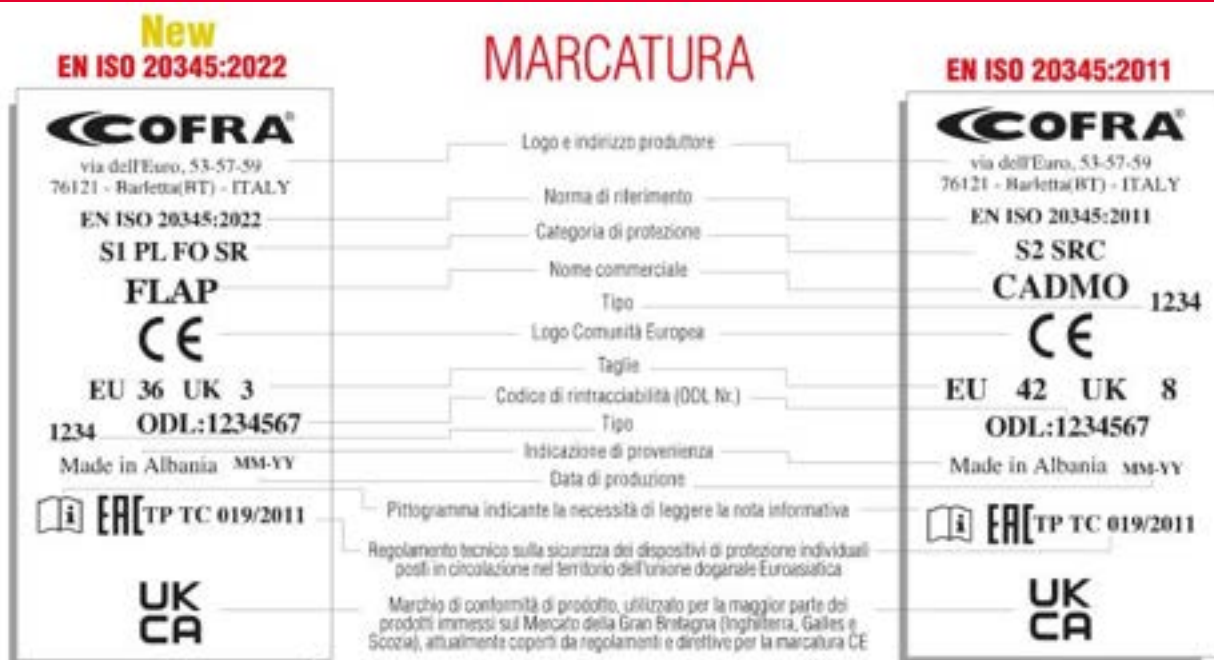 New
EN ISO 20345:2022
MARCATURA
EN ISO 20345:2011
COFRA®
via dell'Euro, 53-57-59
76121 - Barletta(BT) - ITALY
EN ISO 20345:2022
S1 PL FO SR
FLAP
CE
EU 36 UK 3
ODL:1234567
1234
Made in Albania MM-YY
i EAC TP TC 019/2011
UK
CA
Logo e indirizzo produttore
Norma di riferimento
Categoria di protezione
Nome commerciale
Tipo
Logo Comunità Europea
Taglie
Codice di rintracciabilità (ODL Nr.)
Tipo
Indicazione di provenienza
Data di produzione
Pittogramma indicante la necessità di leggere la nota informativa
Regolamento tecnico sulla sicurezza dei dispositivi di protezione individuali
posti in circolazione nel territorio dell'unione doganale Euroasiatica
Marchio di conformità di prodotto, utilizzato per la maggior parte dei
prodotti immessi sul Mercato della Gran Bretagna (Inghilterra, Galles e
Scozia), attualmente coperti da regolamenti e direttive per la marcatura CE
COFRA®
via dell'Euro, 53-57-59
76121 - Barletta(BT) - ITALY
EN ISO 20345:2011
S2 SRC
CADMO
1234
CE
EU 42 UK 8
ODL:1234567
Made in Albania MM-YY
i EAC TP TC 019/2011
UK
CA